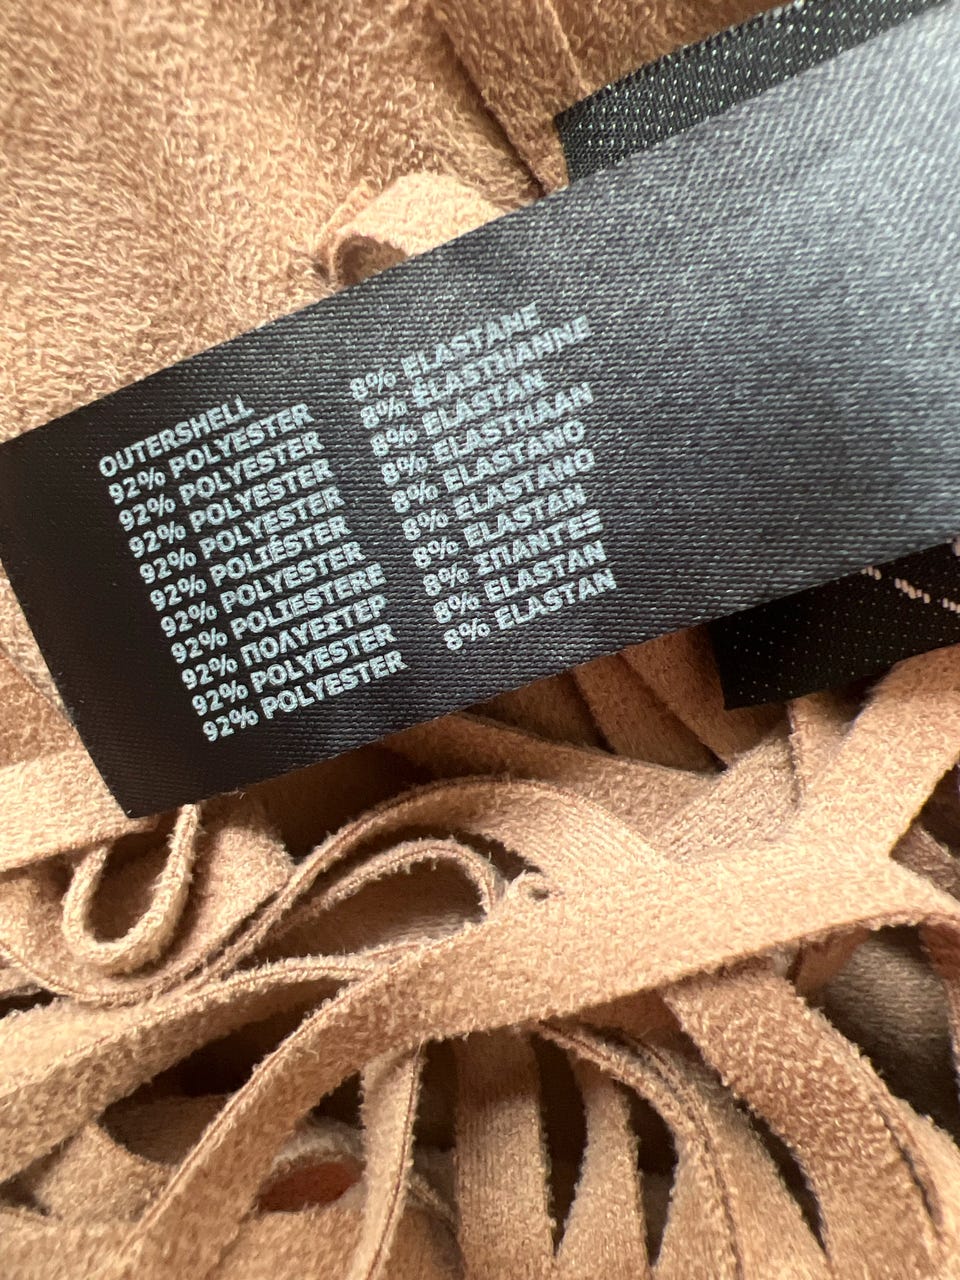 OUTERSHELL
92% POLYESTER 8% ELASTANE
92% POLYESTER 8% ÉLASTHANNE
92% POLYESTER 8% ELASTAN
92% POLYESTER 8% ELASTHAAN
92% POLIÉSTER 8% ELASTANO
92% POLYESTER 8% ELASTANO
92% POLIESTERE 8% ELASTAN
92% ΠΟΛΥΕΣΤΕΡ 8% ΣΠΑΝΤΕΞ
92% POLYESTER 8% ELASTAN
92% POLYESTER 8% ELASTAN